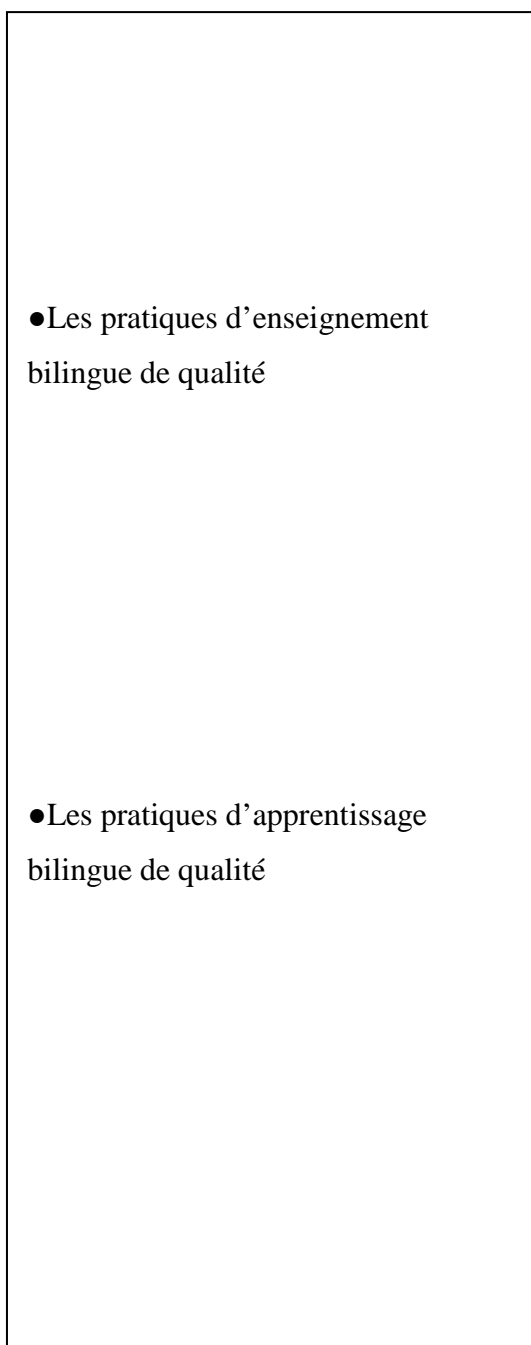 ●Les pratiques d’enseignement
bilingue de qualité
●Les pratiques d’apprentissage
bilingue de qualité